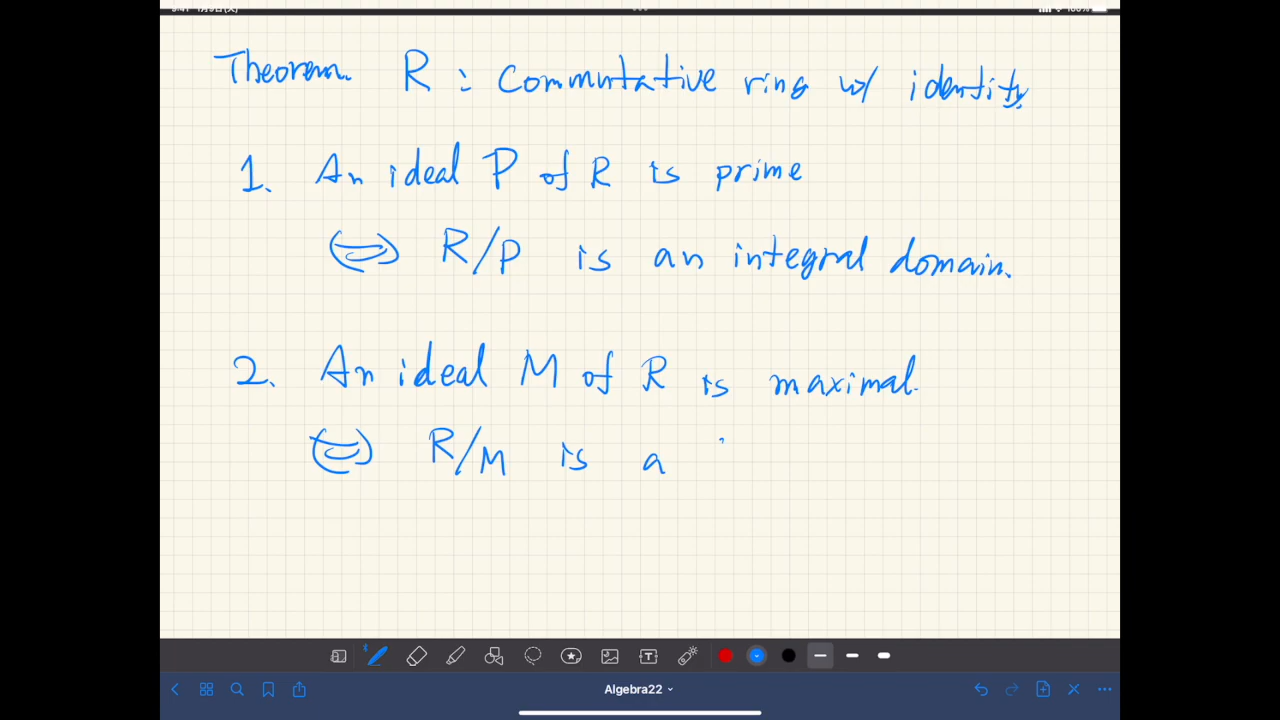 Theorem. R : Commutative ring w/ identity.
1. An ideal P of R is prime
⟺ R/P is an integral domain.
2. An ideal M of R is maximal.
⟺ R/M is a
Algebra22